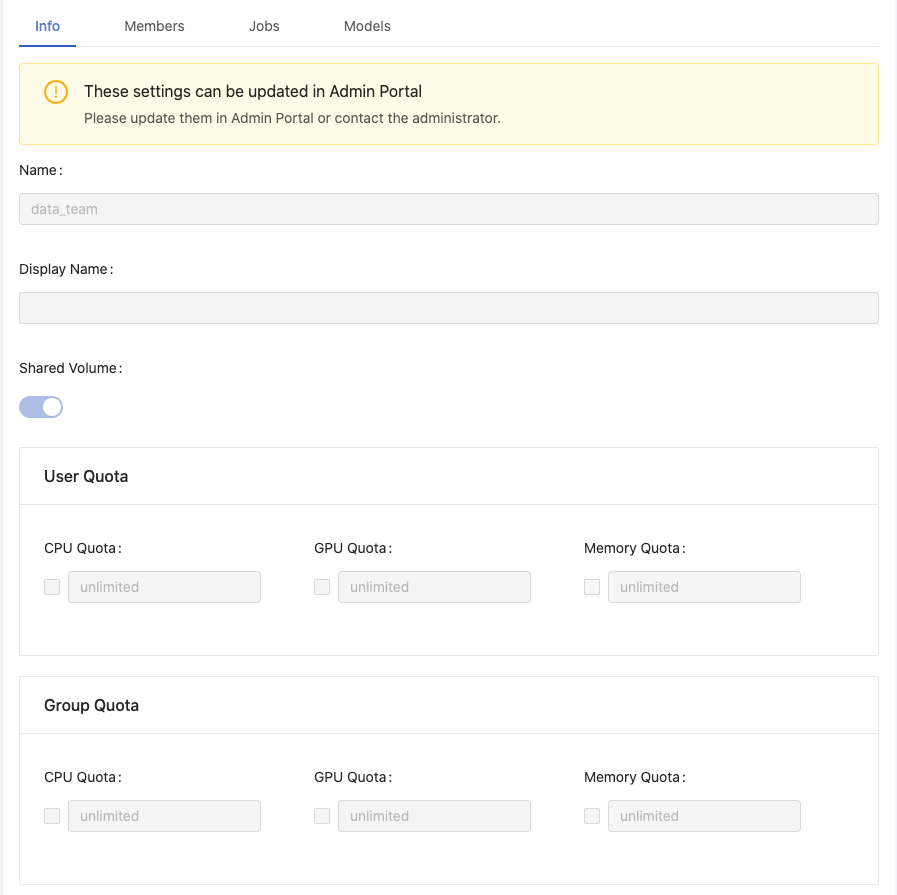 Info Members Jobs Models
These settings can be updated in Admin Portal
Please update them in Admin Portal or contact the administrator.
Name:
data_team
Display Name:
Shared Volume:
User Quota
CPU Quota: GPU Quota: Memory Quota:
unlimited unlimited unlimited
Group Quota
CPU Quota: GPU Quota: Memory Quota:
unlimited unlimited unlimited